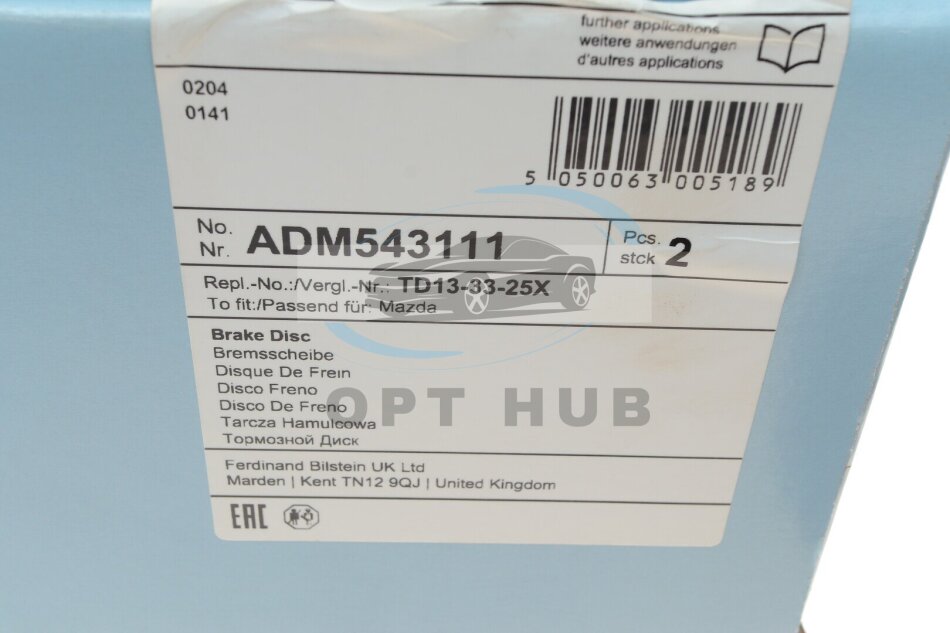 further applications
weitere anwendungen
d'autres applications
0204
0141
5 050063 005189
No.
Nr.
ADM543111
Pcs.
stck
2
Repl.-No.:/Vergl.-Nr.: TD13-33-25X
To fit:/Passend für: Mazda
Brake Disc
Bremsscheibe
Disque De Frein
Disco Freno
Disco De Freno
Tarcza Hamulcowa
Тормозной Диск
OPT HUB
Ferdinand Bilstein UK Ltd
Marden | Kent TN12 9QJ | United Kingdom
EAC